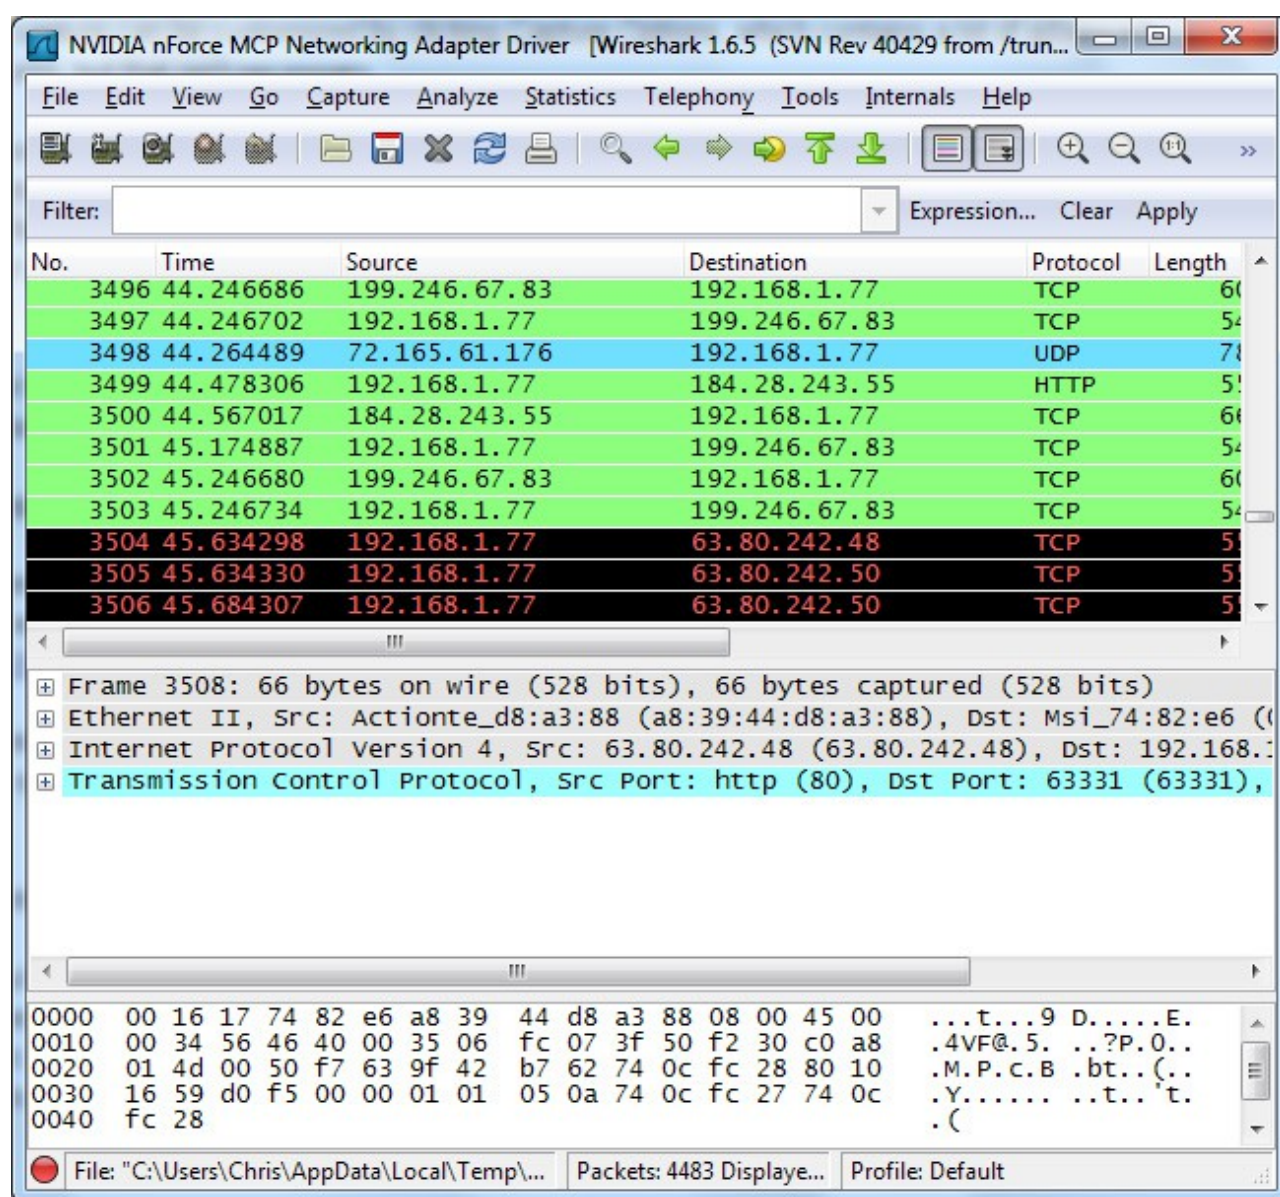 NVIDIA nForce MCP Networking Adapter Driver [Wireshark 1.6.5 (SVN Rev 40429 from /trun...
File Edit View Go Capture Analyze Statistics Telephony Tools Internals Help
Filter: Expression... Clear Apply
No. Time Source Destination Protocol Length
3496 44.246686 199.246.67.83 192.168.1.77 TCP 60
3497 44.246702 192.168.1.77 199.246.67.83 TCP 54
3498 44.264489 72.165.61.176 192.168.1.77 UDP 78
3499 44.478306 192.168.1.77 184.28.243.55 HTTP 5
3500 44.567017 184.28.243.55 192.168.1.77 TCP 66
3501 45.174887 192.168.1.77 199.246.67.83 TCP 54
3502 45.246680 199.246.67.83 192.168.1.77 TCP 60
3503 45.246734 192.168.1.77 199.246.67.83 TCP 54
3504 45.634298 192.168.1.77 63.80.242.48 TCP 5
3505 45.634330 192.168.1.77 63.80.242.50 TCP 5
3506 45.684307 192.168.1.77 63.80.242.50 TCP 5
Frame 3508: 66 bytes on wire (528 bits), 66 bytes captured (528 bits)
Ethernet II, Src: Actionte_d8:a3:88 (a8:39:44:d8:a3:88), Dst: Msi_74:82:e6 (
Internet Protocol Version 4, Src: 63.80.242.48 (63.80.242.48), Dst: 192.168.1
Transmission Control Protocol, Src Port: http (80), Dst Port: 63331 (63331),
0000 00 16 17 74 82 e6 a8 39 44 d8 a3 88 08 00 45 00 ...t...9 D.....E.
0010 00 34 56 46 40 00 35 06 fc 07 3f 50 f2 30 c0 a8 .4VF@.5. ..?P.0..
0020 01 4d 00 50 f7 63 9f 42 b7 62 74 0c fc 28 80 10 .M.P.c.B .bt..(..
0030 16 59 d0 f5 00 00 01 01 05 0a 74 0c fc 27 74 0c .Y...... ..t..'t.
0040 fc 28 .(
File: "C:\Users\Chris\AppData\Local\Temp\... Packets: 4483 Displaye... Profile: Default